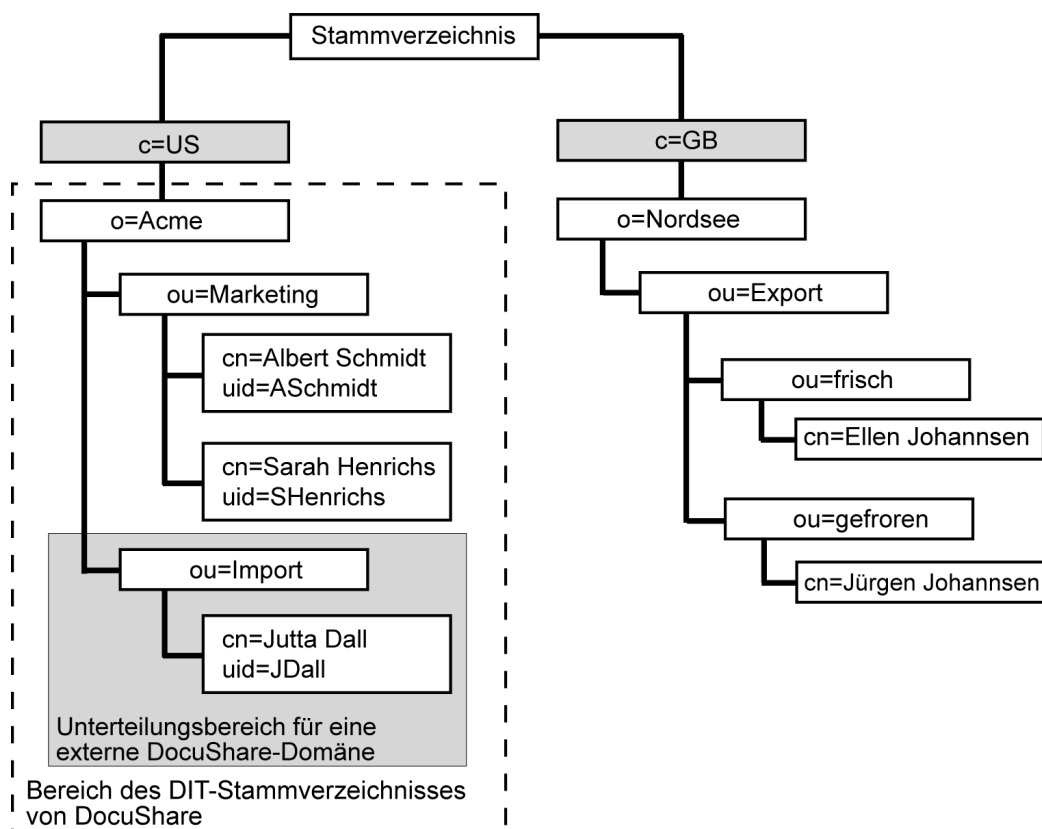 Stammverzeichnis
c=US
c=GB
o=Acme
o=Nordsee
ou=Marketing
ou=Export
cn=Albert Schmidt
uid=ASchmidt
ou=frisch
cn=Ellen Johannsen
cn=Sarah Henrichs
uid=SHenrichs
ou=gefroren
ou=Import
cn=Jürgen Johannsen
cn=Jutta Dall
uid=JDall
Unterteilungsbereich für eine
externe DocuShare-Domäne
Bereich des DIT-Stammverzeichnisses
von DocuShare